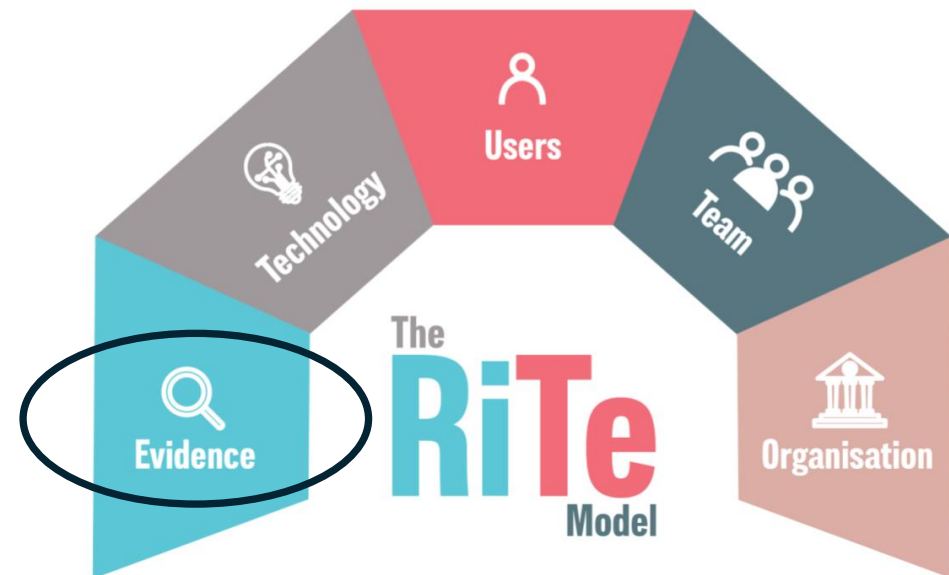 Users
Technology
Team
The
RiTe
Model
Evidence
Organisation